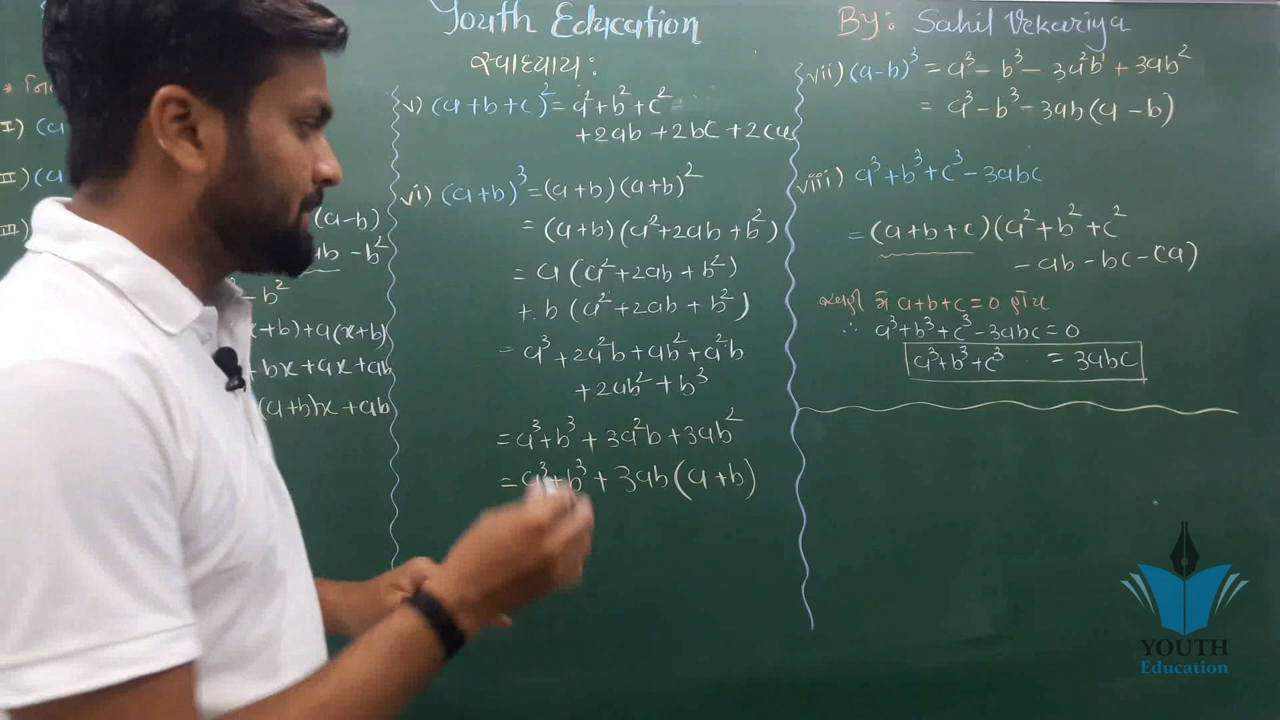 Youth Education
By: Sahil Vekariya
સ્વાધ્યાય:
I) (a
II) (a
III)
(a-b)
ab - b²
- b²
x+b)+a(x+b)
bx + ax + ab
(a+b)x + ab
v) (a+b+c)² = a²+b²+c²
+2ab+2bc+2ca
vi) (a+b)³ = (a+b)(a+b)²
= (a+b)(a²+2ab+b²)
= a(a²+2ab+b²)
+ b(a²+2ab+b²)
= a³+2a²b+ab²+a²b
+2ab²+b³
= a³+b³+3a²b+3ab²
= a³+b³+3ab(a+b)
vii) (a-b)³ = a³-b³-3a²b¹+3ab²
= a³-b³-3ab(a-b)
viii) a³+b³+c³-3abc
= (a+b+c)(a²+b²+c²
-ab-bc-ca)
a+b+c=0 હોય
∴ a³+b³+c³-3abc=0
a³+b³+c³ = 3abc
YOUTH
Education